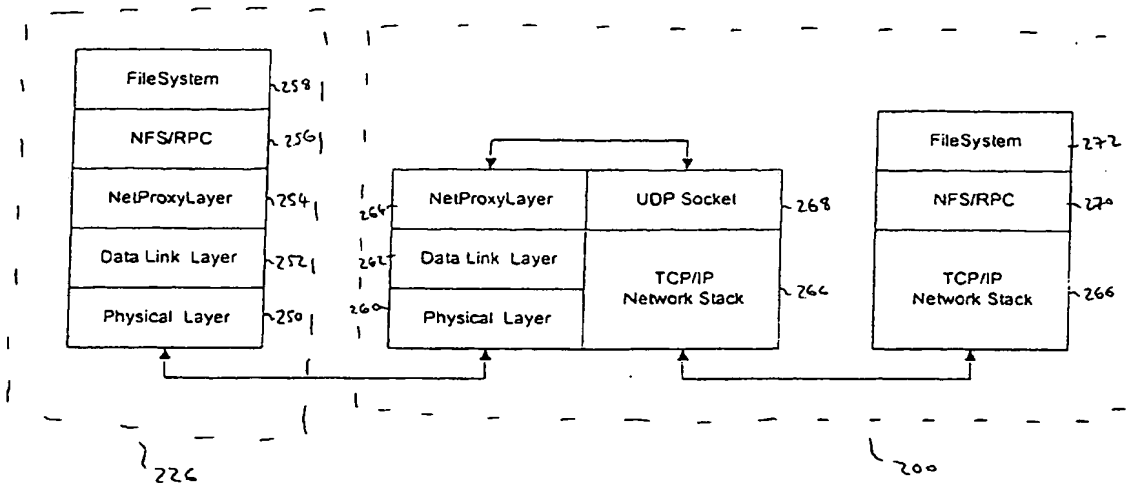 FileSystem
258
NFS/RPC
256
NetProxyLayer
254
Data Link Layer
252
Physical Layer
250
264
NetProxyLayer
UDP Socket
268
262
Data Link Layer
260
Physical Layer
TCP/IP
Network Stack
266
FileSystem
272
NFS/RPC
270
TCP/IP
Network Stack
266
226
200